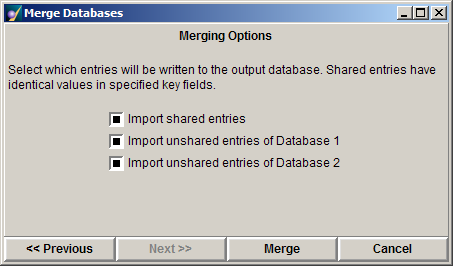 Merge Databases
Merging Options
Select which entries will be written to the output database. Shared entries have
identical values in specified key fields.
Import shared entries
Import unshared entries of Database 1
Import unshared entries of Database 2
<< Previous
Next >>
Merge
Cancel